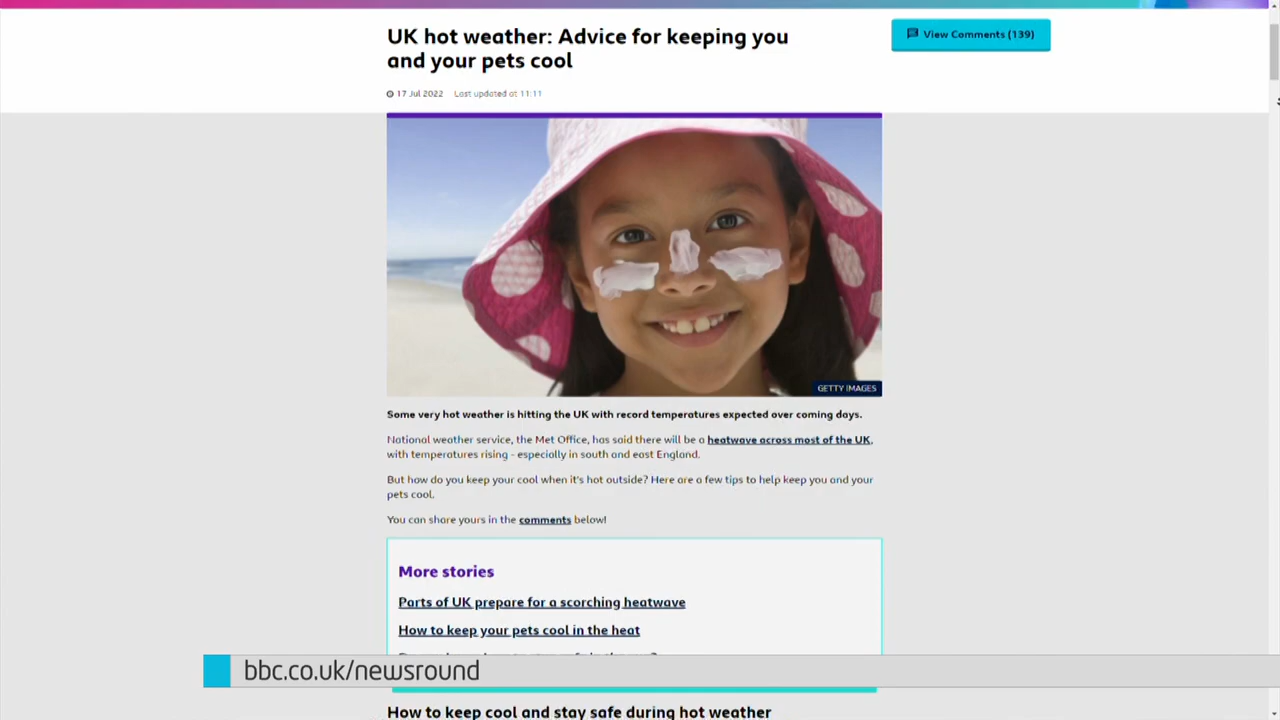 UK hot weather: Advice for keeping you
and your pets cool
View Comments (139)
17 Jul 2022 Last updated at 11:11
GETTY IMAGES
Some very hot weather is hitting the UK with record temperatures expected over coming days.
National weather service, the Met Office, has said there will be a heatwave across most of the UK,
with temperatures rising - especially in south and east England.
But how do you keep your cool when it's hot outside? Here are a few tips to help keep you and your
pets cool.
You can share yours in the comments below!
More stories
Parts of UK prepare for a scorching heatwave
How to keep your pets cool in the heat
bbc.co.uk/newsround
How to keep cool and stay safe during hot weather